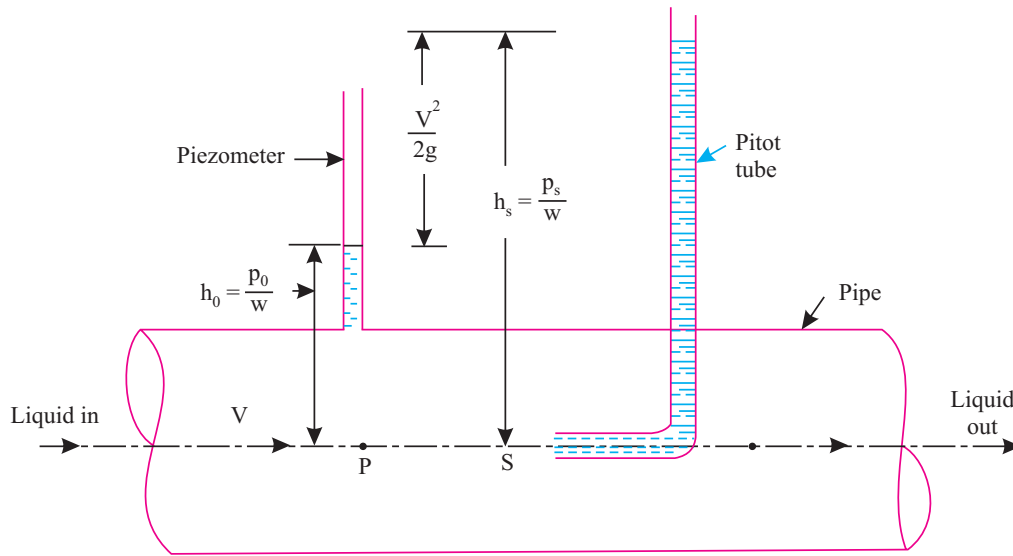 Piezometer
V²
2g
hₛ = pₛ/w
Pitot
tube
h₀ = p₀/w
Pipe
Liquid in
V
P
S
Liquid
out